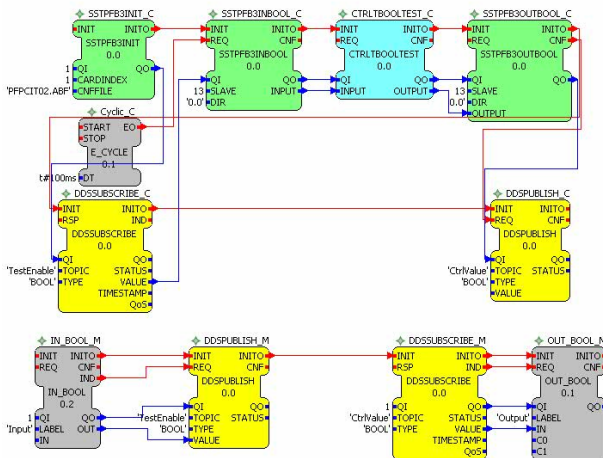 SSTPFB3INIT_C
INIT INITO
SSTPFB3INIT
0.0
1 QI QO
1 CARDINDEX
'PFPCIT02.ABF' CNFFILE
SSTPFB3INBOOL_C
INIT INITO
REQ CNF
SSTPFB3INBOOL
0.0
QI QO
13 SLAVE INPUT
'0.0' DIR
CTRLTBOOLTEST_C
INIT INITO
REQ CNF
CTRLTBOOLTEST
0.0
QI QO
INPUT OUTPUT
SSTPFB3OUTBOOL_C
INIT INITO
REQ CNF
SSTPFB3OUTBOOL
0.0
QI QO
13 SLAVE
'0.0' DIR
OUTPUT
Cyclic_C
START EO
STOP
E_CYCLE
0.1
t#100ms DT
DDSSUBSCRIBE_C
INIT INITO
RSP IND
DDSSUBSCRIBE
0.0
QI QO
'TestEnable' TOPIC STATUS
'BOOL' TYPE VALUE
TIMESTAMP
QoS
DDSPUBLISH_C
INIT INITO
REQ CNF
DDSPUBLISH
0.0
QI QO
'CtrlValue' TOPIC STATUS
'BOOL' TYPE
VALUE
IN_BOOL_M
INIT INITO
REQ CNF
IND
IN_BOOL
0.2
1 QI QO
'Input' LABEL OUT
IN
DDSPUBLISH_M
INIT INITO
REQ CNF
DDSPUBLISH
0.0
QI QO
'TestEnable' TOPIC STATUS
'BOOL' TYPE
VALUE
DDSSUBSCRIBE_M
INIT INITO
RSP IND
DDSSUBSCRIBE
0.0
1 QI QO
'CtrlValue' TOPIC STATUS
'BOOL' TYPE VALUE
TIMESTAMP
QoS
OUT_BOOL_M
INIT INITO
REQ CNF
OUT_BOOL
0.1
QI QO
'Output' LABEL
IN
C0
C1